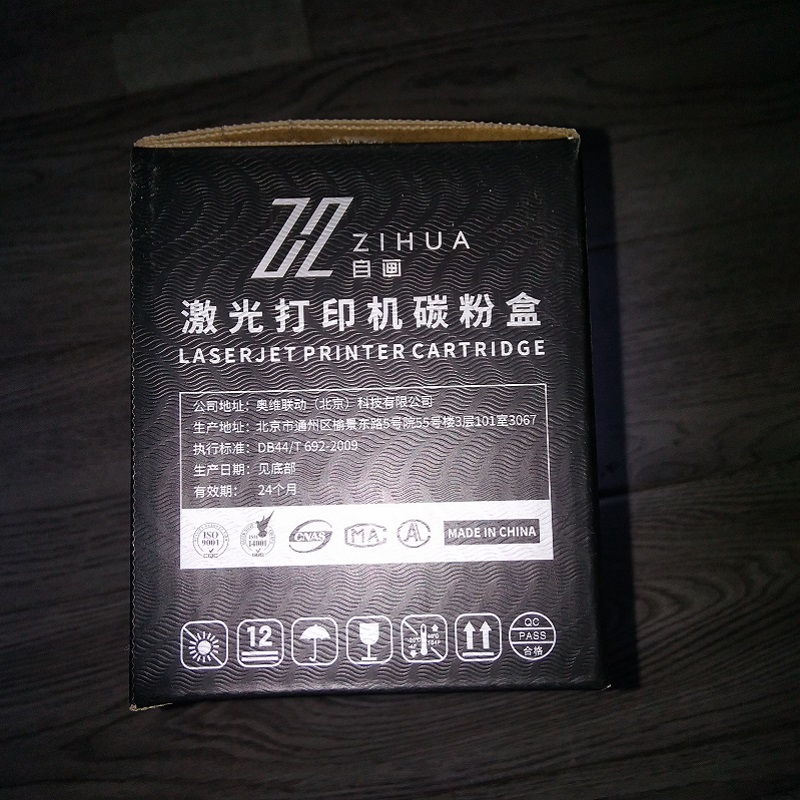 ZIHUA
自画
激光打印机碳粉盒
LASERJET PRINTER CARTRIDGE
公司地址：奥维联动（北京）科技有限公司
生产地址：北京市通州区榆景东路5号院55号楼3层101室3067
执行标准：DB44/T 692-2009
生产日期：见底部
有效期：24个月
ISO 9001 CQC ISO 14001 CNAS MA AL MADE IN CHINA
12
QC
PASS
合格